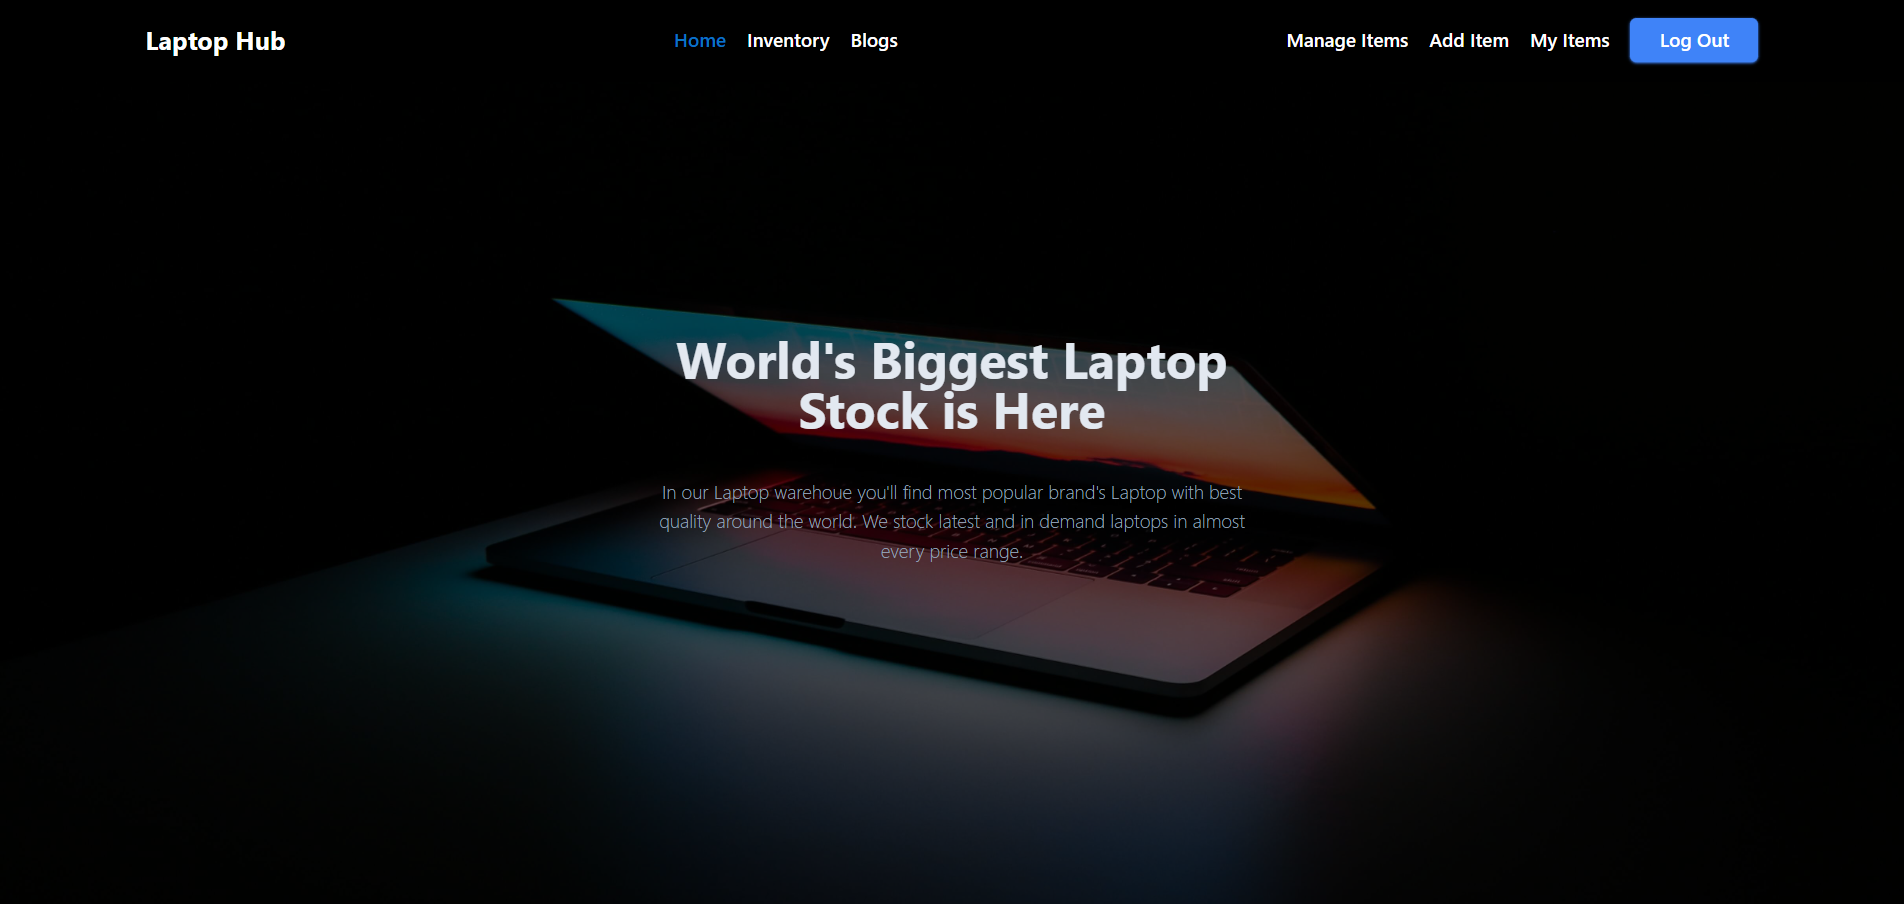 Laptop Hub
Home Inventory Blogs
Manage Items Add Item My Items Log Out
World's Biggest Laptop
Stock is Here
In our Laptop warehoue you'll find most popular brand's Laptop with best
quality around the world. We stock latest and in demand laptops in almost
every price range.